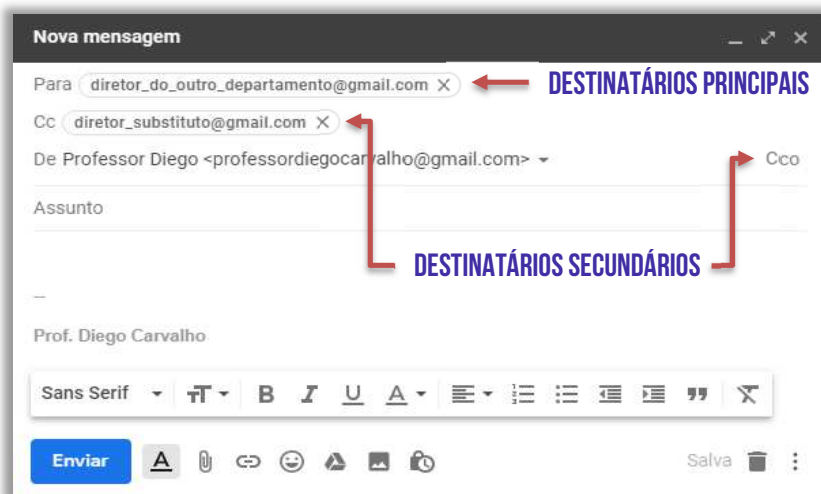 Nova mensagem
Para diretor_do_outro_departamento@gmail.com DESTINATÁRIOS PRINCIPAIS
Cc diretor_substituto@gmail.com
De Professor Diego <professordiegocarvalho@gmail.com> Cco
Assunto
DESTINATÁRIOS SECUNDÁRIOS
--
Prof. Diego Carvalho
Sans Serif
Enviar Salva